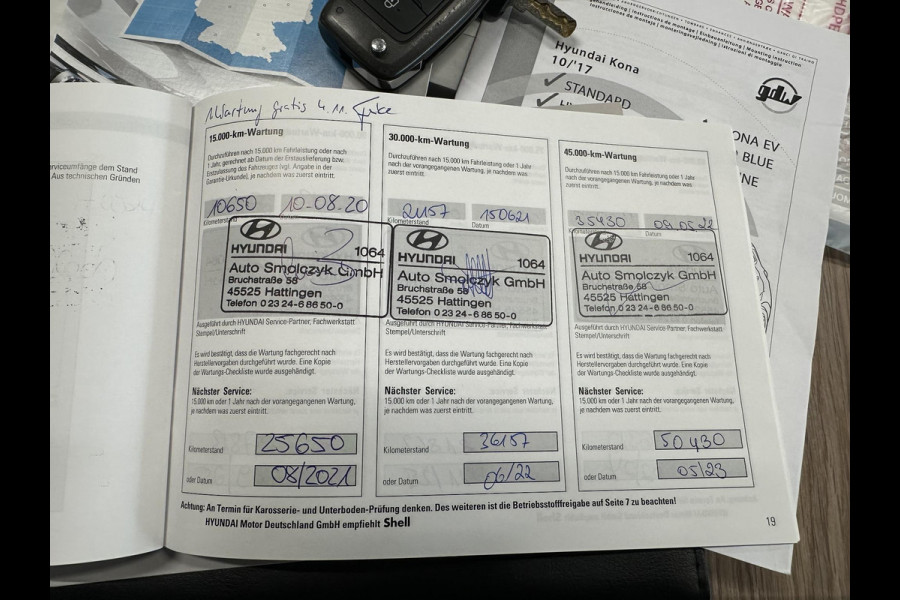 behandleiding | instructions de montage | Einbauanleitung | Mounting instruction
Hyundai Kona
10/'17
STANDARD
gdw
ONA EV
BLUE
INE
Wartung gratis
rviceumfänge dem Stand
Aus technischen Gründen
15.000-km-Wartung
Durchzuführen nach 15.000 km Fahrleistung oder nach
1 Jahr, gerechnet ab Datum der Erstauslieferung bzw.
Erstzulassung des Fahrzeuges (vgl. Angabe in der
Garantie-Urkunde), je nachdem was zuerst eintritt.
10650 10-08.20
Kilometerstand
HYUNDAI 1064
Auto Smolczyk GmbH
Bruchstraße 58
45525 Hattingen
Telefon 0 23 24-6 86 50-0
Ausgeführt durch HYUNDAI Service-Partner, Fachwerkstatt
Stempel/Unterschrift
Es wird bestätigt, dass die Wartung fachgerecht nach
Herstellervorgaben durchgeführt wurde. Eine Kopie
der Wartungs-Checkliste wurde ausgehändigt.
Nächster Service:
15.000 km oder 1 Jahr nach der vorangegangenen Wartung,
je nachdem was zuerst eintritt.
Kilometerstand 25650
oder Datum 08/2021
30.000-km-Wartung
Durchzuführen nach 15.000 km Fahrleistung oder 1 Jahr
nach der vorangegangenen Wartung, je nachdem was
zuerst eintritt.
21157 150621
Kilometerstand Datum
HYUNDAI 1064
Auto Smolczyk GmbH
Bruchstraße 58
45525 Hattingen
Telefon 0 23 24-6 86 50-0
Ausgeführt durch HYUNDAI Service-Partner, Fachwerkstatt
Stempel/Unterschrift
Es wird bestätigt, dass die Wartung fachgerecht nach
Herstellervorgaben durchgeführt wurde. Eine Kopie
der Wartungs-Checkliste wurde ausgehändigt.
Nächster Service:
15.000 km oder 1 Jahr nach der vorangegangenen Wartung,
je nachdem was zuerst eintritt.
Kilometerstand 36157
oder Datum 06/22
45.000-km-Wartung
Durchzuführen nach 15.000 km Fahrleistung oder 1 Jahr
nach der vorangegangenen Wartung, je nachdem was
zuerst eintritt.
35430 09.05.22
Datum
HYUNDAI 1064
Auto Smolczyk GmbH
Bruchstraße 58
45525 Hattingen
Telefon 0 23 24-6 86 50-0
Ausgeführt durch HYUNDAI Service-Partner, Fachwerkstatt
Stempel/Unterschrift
Es wird bestätigt, dass die Wartung fachgerecht nach
Herstellervorgaben durchgeführt wurde. Eine Kopie
der Wartungs-Checkliste wurde ausgehändigt.
Nächster Service:
15.000 km oder 1 Jahr nach der vorangegangenen Wartung,
je nachdem was zuerst eintritt.
Kilometerstand 50430
oder Datum 05/23
Achtung: An Termin für Karosserie- und Unterboden-Prüfung denken. Des weiteren ist die Betriebsstofffreigabe auf Seite 7 zu beachten!
HYUNDAI Motor Deutschland GmbH empfiehlt Shell
19